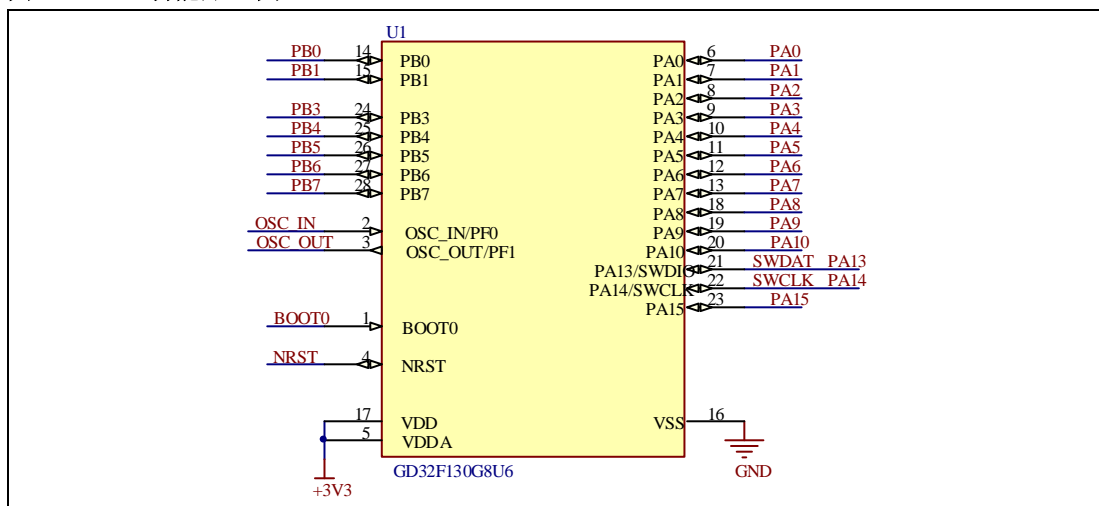 U1
PB0 14 PB0 PA0 6 PA0
PB1 15 PB1 PA1 7 PA1
PA2 8 PA2
PB3 24 PB3 PA3 9 PA3
PB4 25 PB4 PA4 10 PA4
PB5 26 PB5 PA5 11 PA5
PB6 27 PB6 PA6 12 PA6
PB7 28 PB7 PA7 13 PA7
PA8 18 PA8
OSC_IN 2 OSC_IN/PF0 PA9 19 PA9
OSC_OUT 3 OSC_OUT/PF1 PA10 20 PA10
PA13/SWDIO 21 SWDAT PA13
PA14/SWCLK 22 SWCLK PA14
BOOT0 1 BOOT0 PA15 23 PA15
NRST 4 NRST
17 VDD VSS 16
5 VDDA
+3V3 GD32F130G8U6 GND